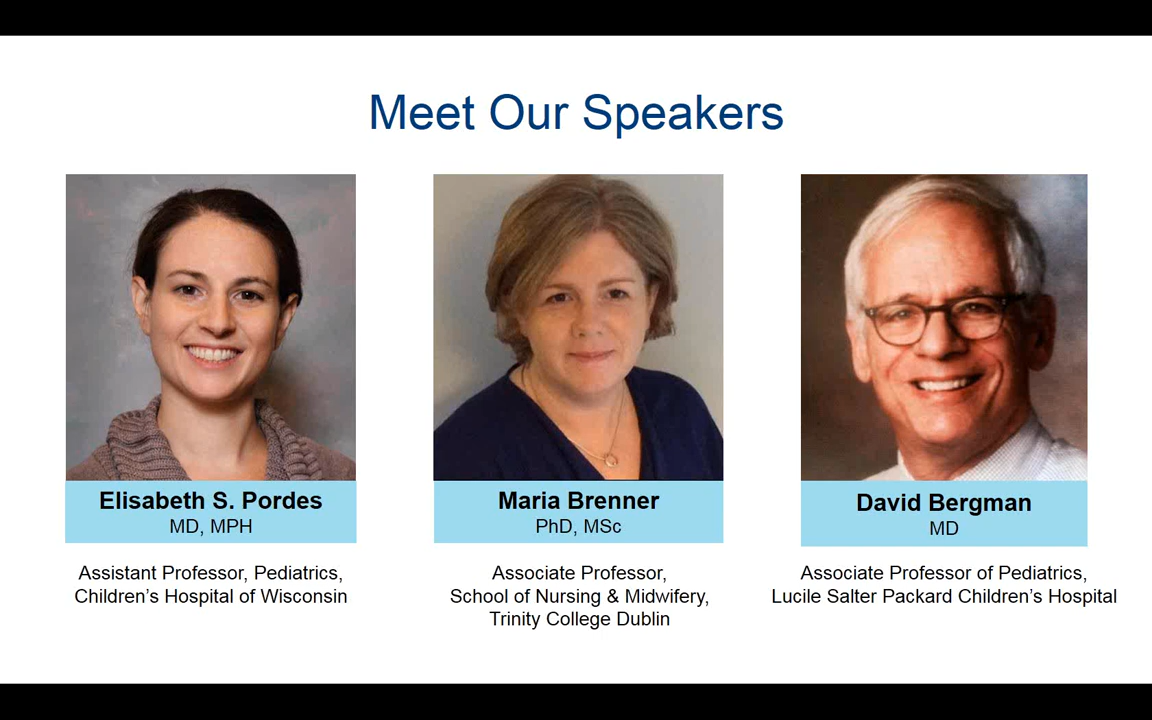 Meet Our Speakers
Elisabeth S. Pordes
MD, MPH
Assistant Professor, Pediatrics,
Children's Hospital of Wisconsin
Maria Brenner
PhD, MSc
Associate Professor,
School of Nursing & Midwifery,
Trinity College Dublin
David Bergman
MD
Associate Professor of Pediatrics,
Lucile Salter Packard Children's Hospital